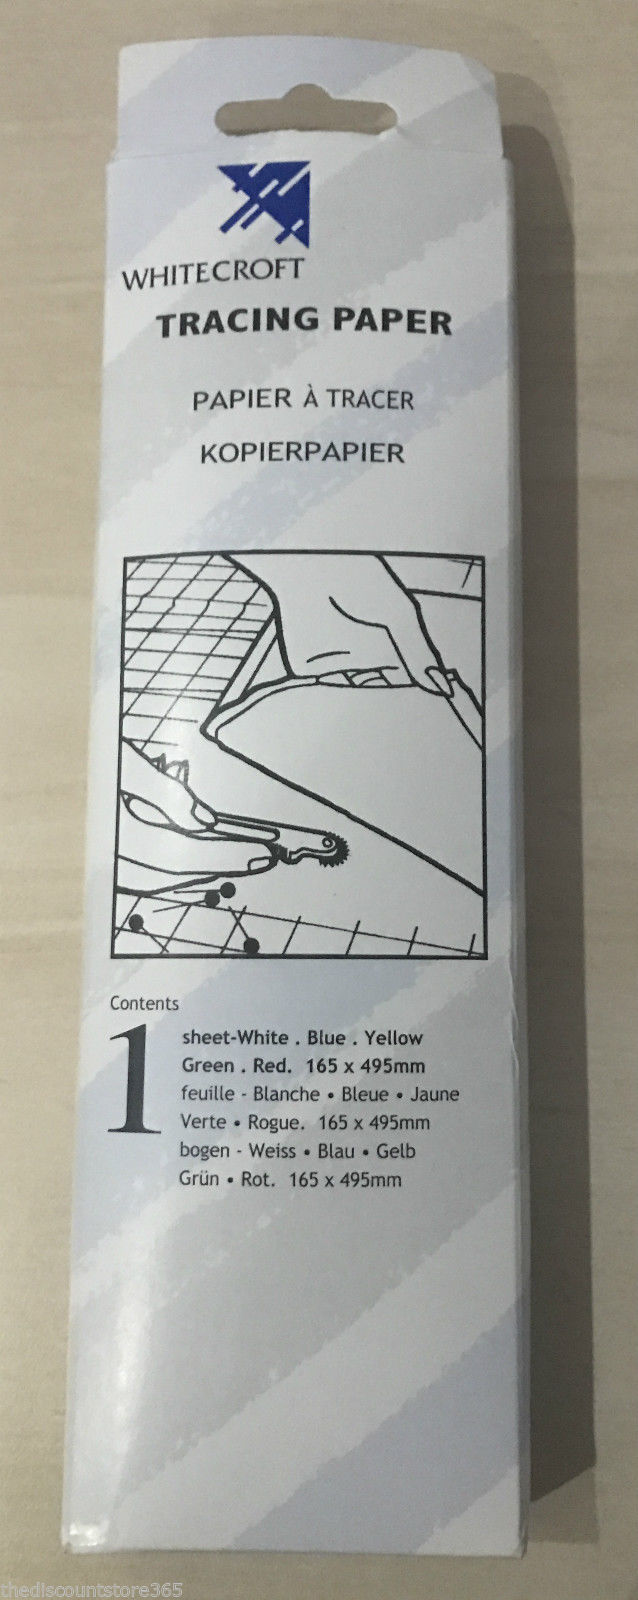 WHITECROFT
TRACING PAPER
PAPIER À TRACER
KOPIERPAPIER
Contents
1
sheet-White . Blue . Yellow
Green . Red. 165 x 495mm
feuille - Blanche • Bleue • Jaune
Verte • Rogue. 165 x 495mm
bogen - Weiss • Blau • Gelb
Grün • Rot. 165 x 495mm
thediscountstore365